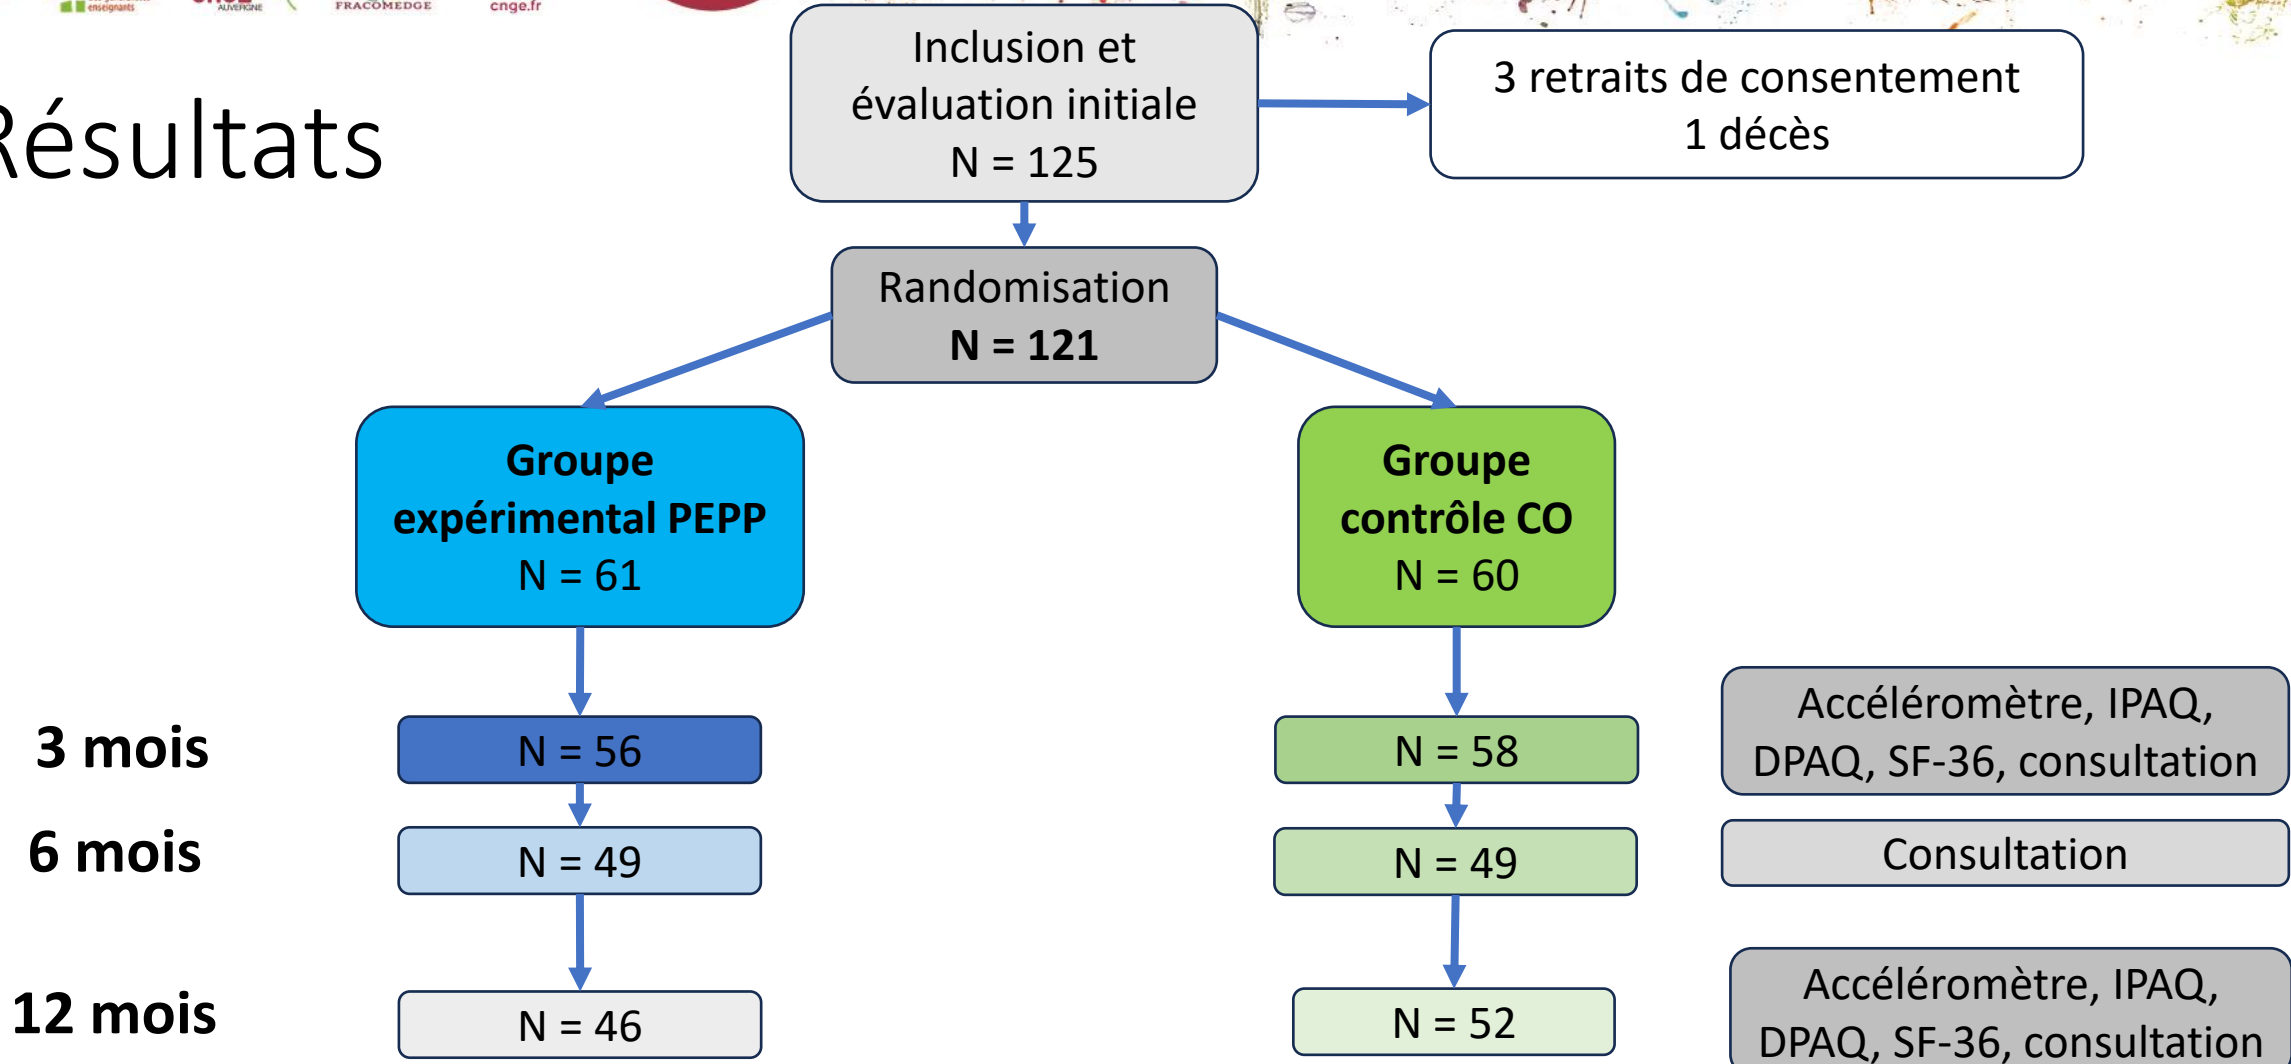 enseignants
AUVERGNE
FRACOMEDGE
cnge.fr
Résultats
Inclusion et
évaluation initiale
N = 125
3 retraits de consentement
1 décès
Randomisation
N = 121
Groupe
expérimental PEPP
N = 61
Groupe
contrôle CO
N = 60
3 mois
N = 56
N = 58
Accéléromètre, IPAQ,
DPAQ, SF-36, consultation
6 mois
N = 49
N = 49
Consultation
12 mois
N = 46
N = 52
Accéléromètre, IPAQ,
DPAQ, SF-36, consultation